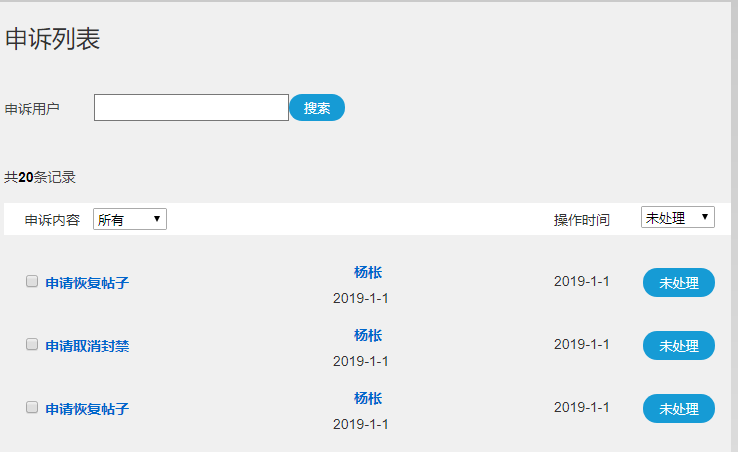 申诉列表
申诉用户 搜索
共20条记录
申诉内容 所有 操作时间 未处理
申请恢复帖子 杨枨 2019-1-1 未处理
2019-1-1
申请取消封禁 杨枨 2019-1-1 未处理
2019-1-1
申请恢复帖子 杨枨 2019-1-1 未处理
2019-1-1